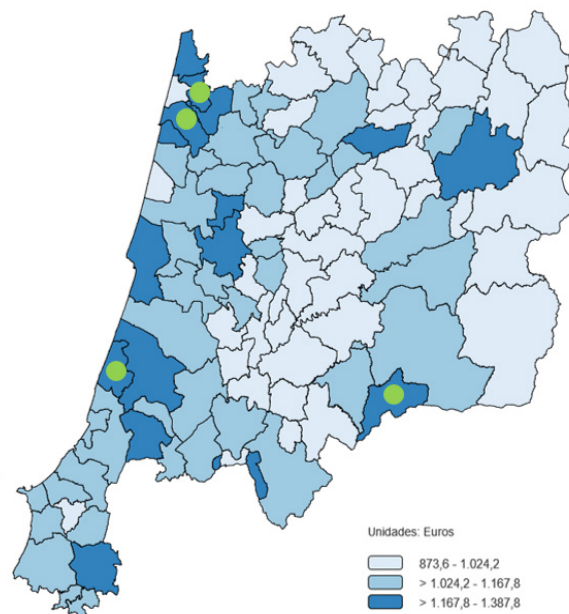 Unidades: Euros
873,6 - 1.024,2
> 1.024,2 - 1.167,8
> 1.167,8 - 1.387,8